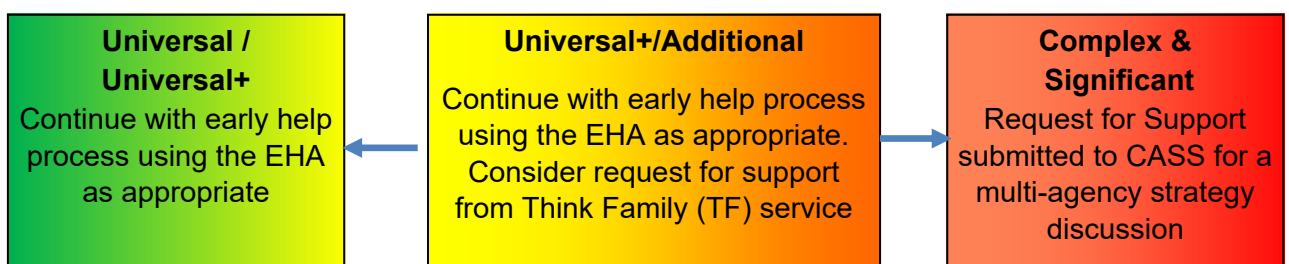 Universal /
Universal+
Continue with early help
process using the EHA
as appropriate
Universal+/Additional
Continue with early help process
using the EHA as appropriate.
Consider request for support
from Think Family (TF) service
Complex &
Significant
Request for Support
submitted to CASS for a
multi-agency strategy
discussion